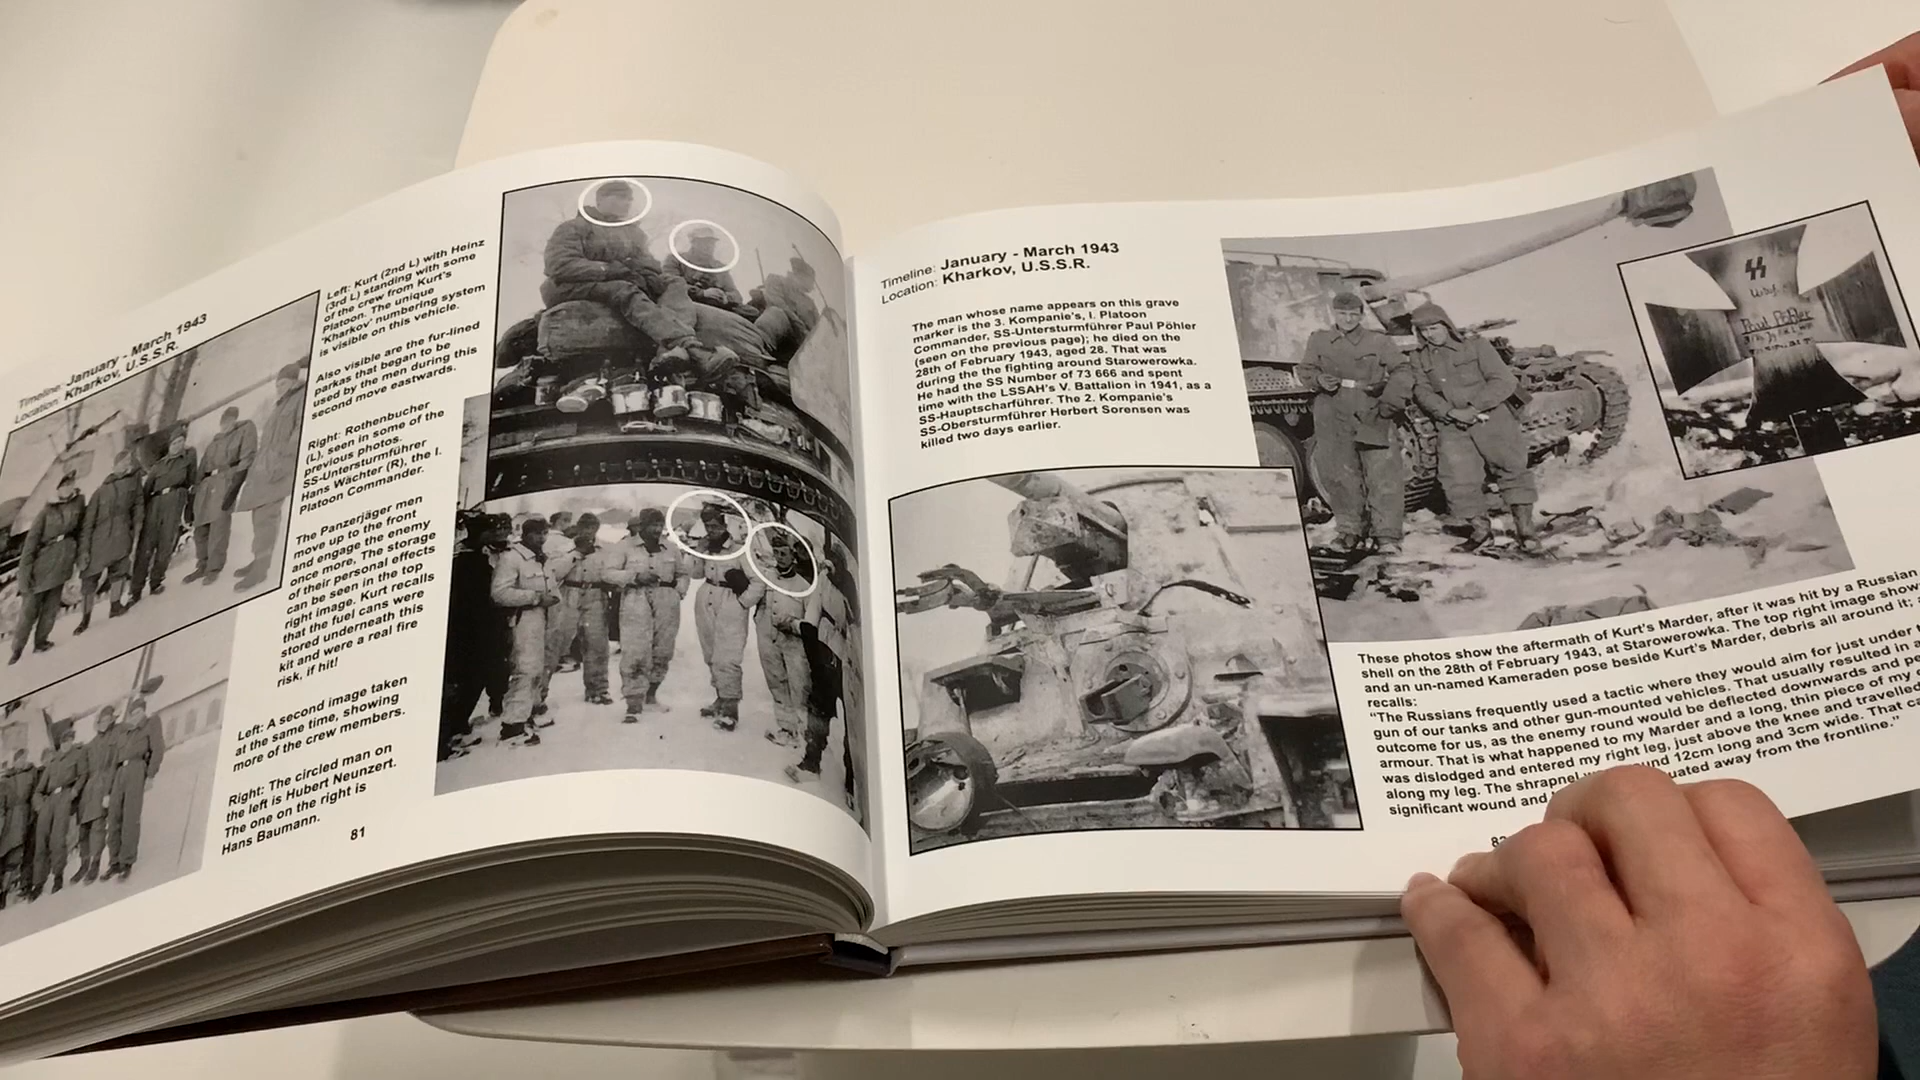 Timeline: January - March 1943
Location: Kharkov, U.S.S.R.
Left: Kurt (2nd L) with Heinz
(3rd L) standing with some
of the crew from Kurt's
Platoon. The unique
'Kharkov' numbering system
is visible on this vehicle.
Also visible are the fur-lined
parkas that began to be
used by the men during this
second move eastwards.
Right: Rothenbucher
(L), seen in some of the
previous photos.
SS-Untersturmführer
Hans Wächter (R), the I.
Platoon Commander.
The Panzerjäger men
move up to the front
and engage the enemy
once more. The storage
of their personal effects
can be seen in the top
right image. Kurt recalls
that the fuel cans were
stored underneath this
kit and were a real fire
risk, if hit!
Left: A second image taken
at the same time, showing
more of the crew members.
Right: The circled man on
the left is Hubert Neunzert.
The one on the right is
Hans Baumann.
81
Timeline: January - March 1943
Location: Kharkov, U.S.S.R.
The man whose name appears on this grave
marker is the 3. Kompanie's, I. Platoon
Commander, SS-Untersturmführer Paul Pöhler
(seen on the previous page); he died on the
28th of February 1943, aged 28. That was
during the the fighting around Starowerowka.
He had the SS Number of 73 666 and spent
time with the LSSAH's V. Battalion in 1941, as a
SS-Hauptscharführer. The 2. Kompanie's
SS-Obersturmführer Herbert Sorensen was
killed two days earlier.
Paul Pöhler
These photos show the aftermath of Kurt's Marder, after it was hit by a Russian
shell on the 28th of February 1943, at Starowerowka. The top right image show
and an un-named Kameraden pose beside Kurt's Marder, debris all around it;
recalls:
"The Russians frequently used a tactic where they would aim for just under
gun of our tanks and other gun-mounted vehicles. That usually resulted in
outcome for us, as the enemy round would be deflected downwards and
armour. That is what happened to my Marder and a long, thin piece of my
was dislodged and entered my right leg, just above the knee and travelled
along my leg. The shrapnel 12cm long and 3cm wide. That
significant wound and away from the frontline."